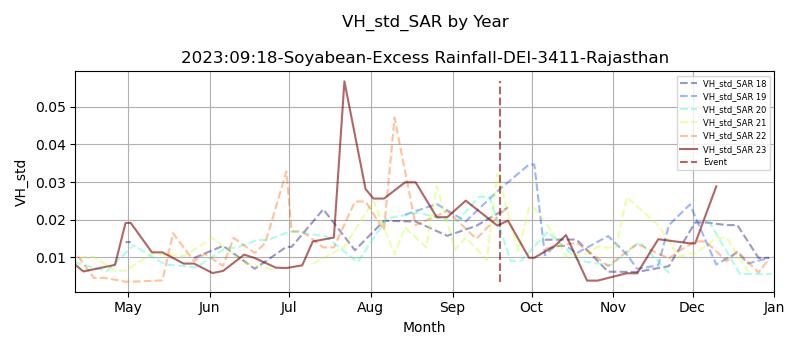 VH_std_SAR by Year
2023:09:18-Soyabean-Excess Rainfall-DEI-3411-Rajasthan
VH_std_SAR 18
VH_std_SAR 19
VH_std_SAR 20
VH_std_SAR 21
VH_std_SAR 22
VH_std_SAR 23
Event
0.05
0.04
0.03
0.02
0.01
VH_std
May Jun Jul Aug Sep Oct Nov Dec Jan
Month